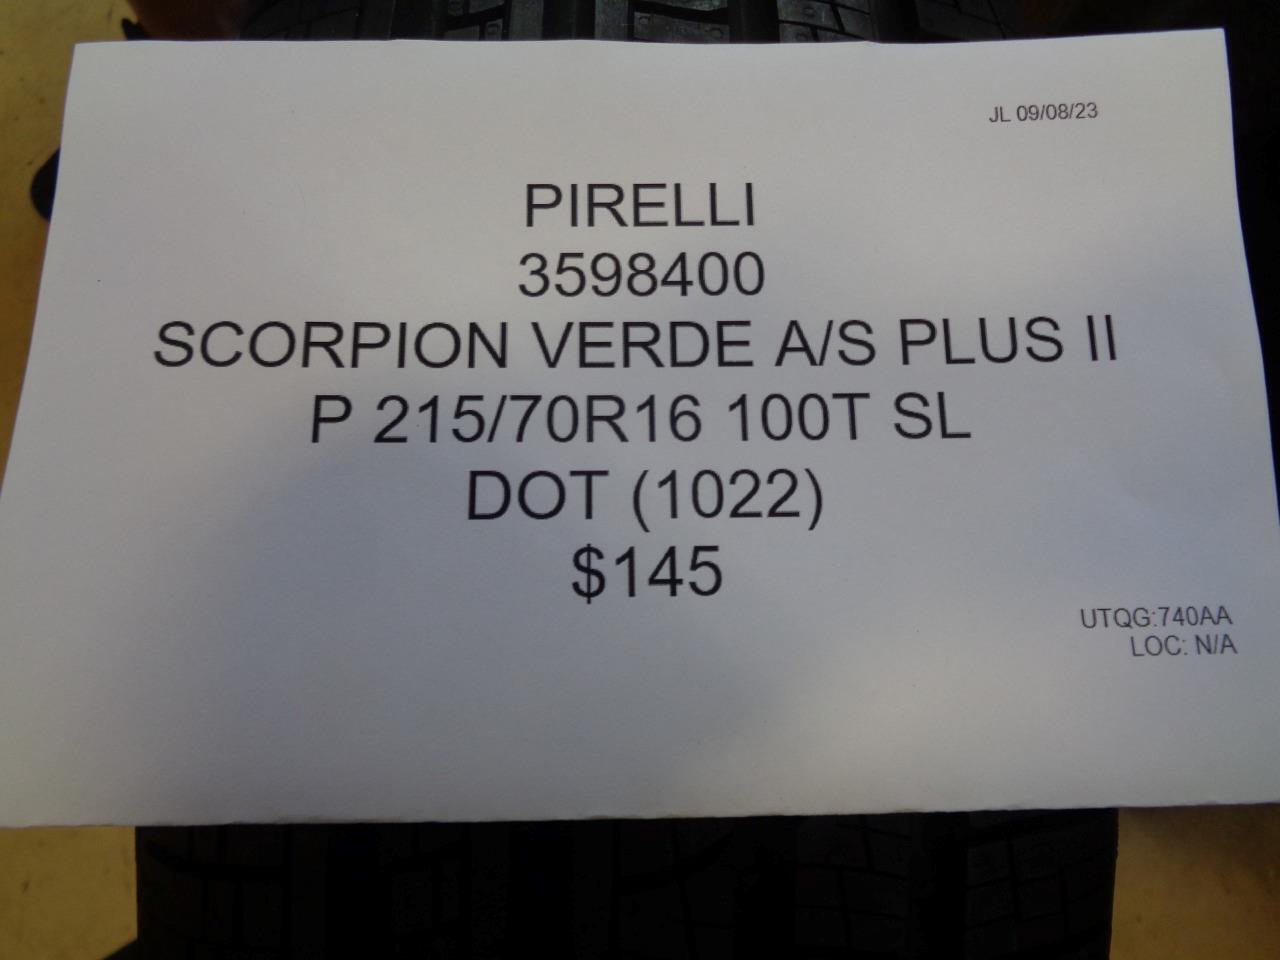 JL 09/08/23
PIRELLI
3598400
SCORPION VERDE A/S PLUS II
P 215/70R16 100T SL
DOT (1022)
$145
UTQG:740AA
LOC: N/A